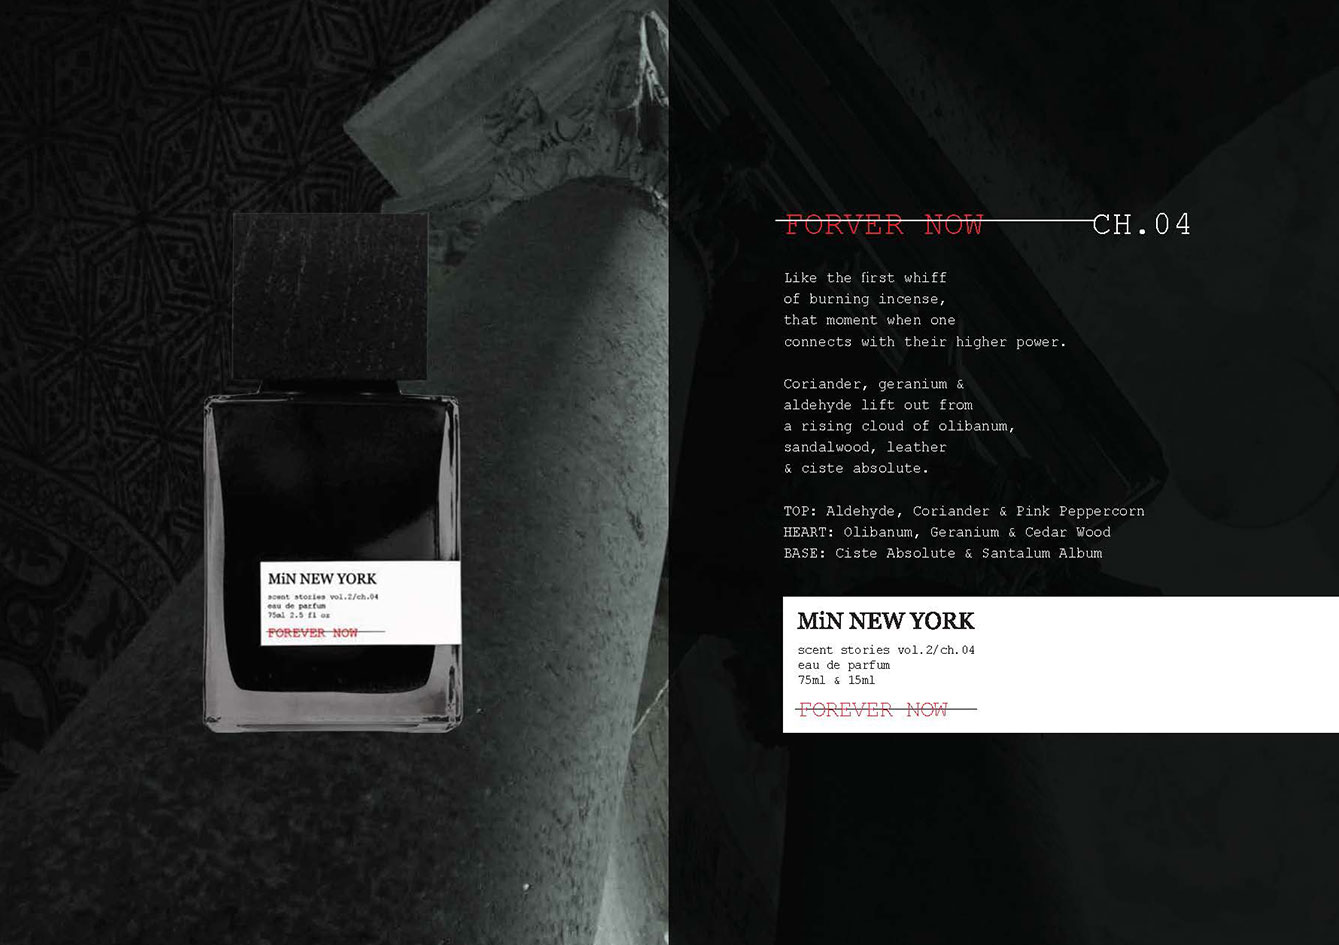 MiN NEW YORK
scent stories vol.2/ch.04
eau de parfum
75ml 2.5 fl oz
FOREVER NOW
FORVER NOW CH.04
Like the first whiff
of burning incense,
that moment when one
connects with their higher power.
Coriander, geranium &
aldehyde lift out from
a rising cloud of olibanum,
sandalwood, leather
& ciste absolute.
TOP: Aldehyde, Coriander & Pink Peppercorn
HEART: Olibanum, Geranium & Cedar Wood
BASE: Ciste Absolute & Santalum Album
MiN NEW YORK
scent stories vol.2/ch.04
eau de parfum
75ml & 15ml
FOREVER NOW